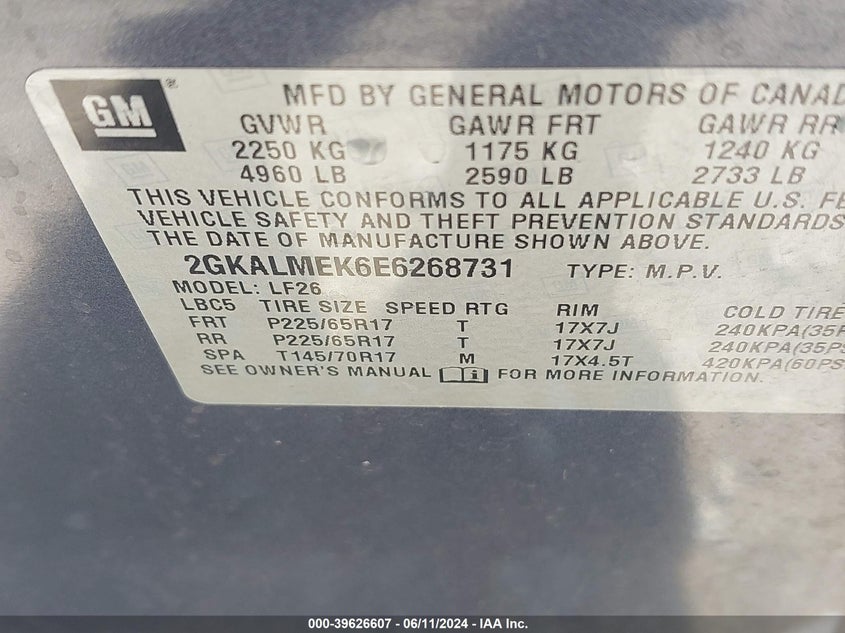 GM ®
MFD BY GENERAL MOTORS OF CANAD
GVWR GAWR FRT GAWR RR
2250 KG 1175 KG 1240 KG
4960 LB 2590 LB 2733 LB
THIS VEHICLE CONFORMS TO ALL APPLICABLE U.S. FE
VEHICLE SAFETY AND THEFT PREVENTION STANDARDS
THE DATE OF MANUFACTURE SHOWN ABOVE.
2GKALMEK6E6268731 TYPE: M.P.V.
MODEL: LF26
LBC5 TIRE SIZE SPEED RTG RIM COLD TIRE
FRT P225/65R17 T 17X7J 240KPA(35P
RR P225/65R17 T 17X7J 240KPA(35PS
SPA T145/70R17 M 17X4.5T 420KPA(60PS
SEE OWNER'S MANUAL FOR MORE INFORMATION.
000-39626607 - 06/11/2024 - IAA Inc.